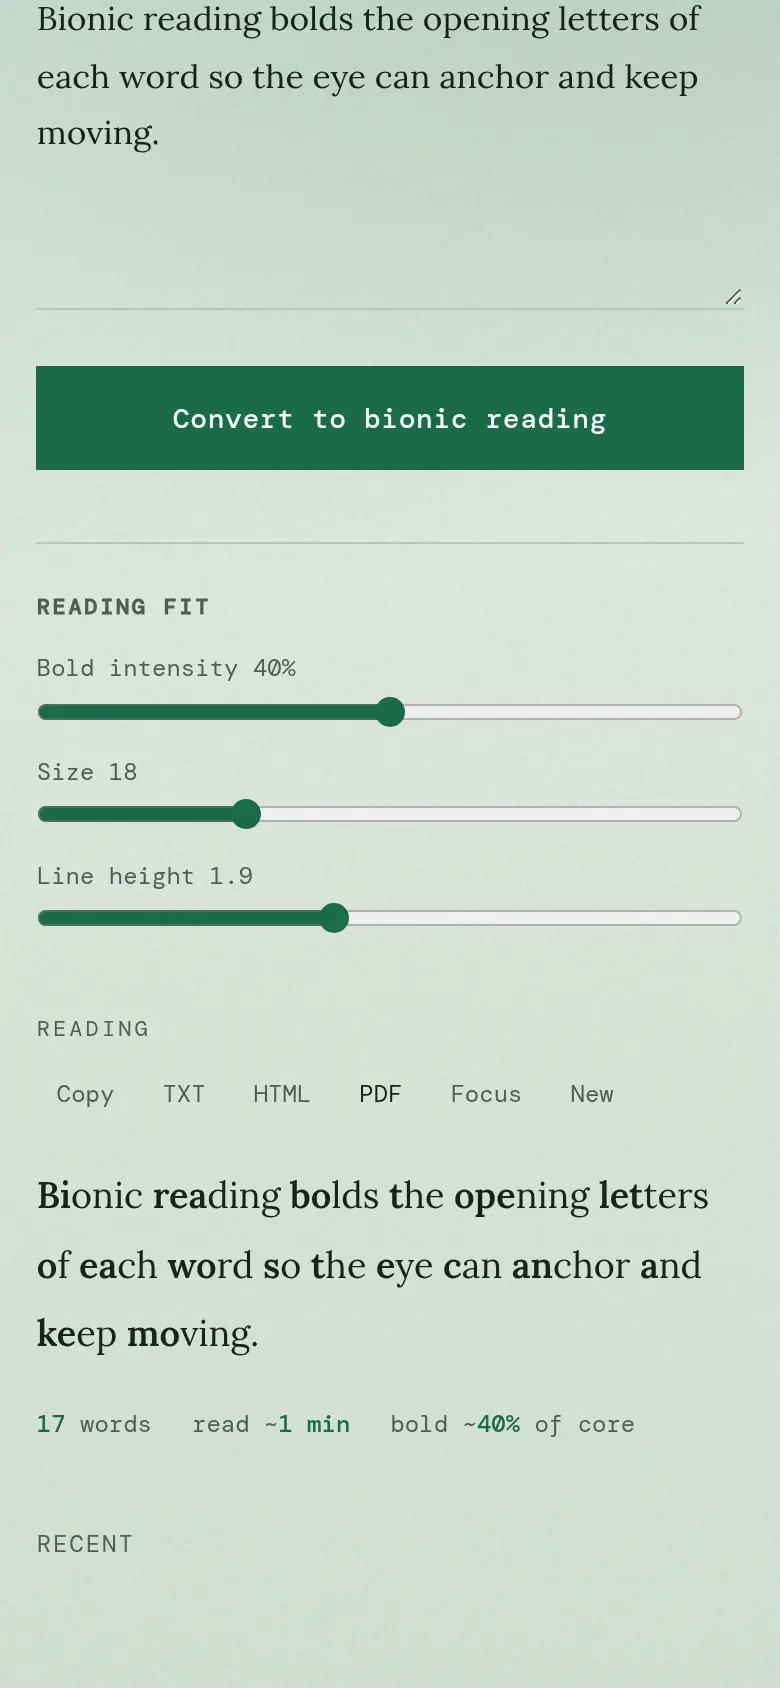 Bionic reading bolds the opening letters of
each word so the eye can anchor and keep
moving.
Convert to bionic reading
READING FIT
Bold intensity 40%
Size 18
Line height 1.9
READING
Copy TXT HTML PDF Focus New
Bionic reading bolds the opening letters
of each word so the eye can anchor and
keep moving.
17 words read ~1 min bold ~40% of core
RECENT